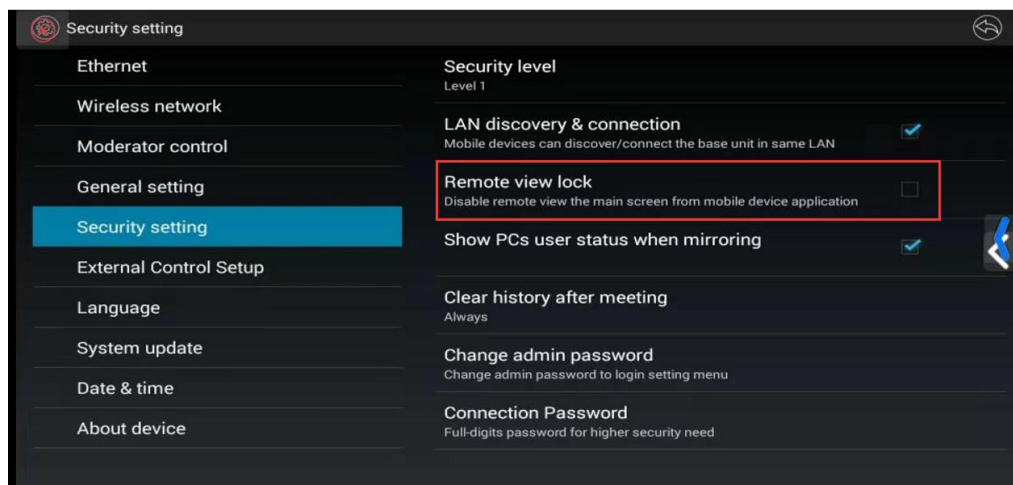 Security setting
Ethernet
Wireless network
Moderator control
General setting
Security setting
External Control Setup
Language
System update
Date & time
About device
Security level
Level 1
LAN discovery & connection
Mobile devices can discover/connect the base unit in same LAN
Remote view lock
Disable remote view the main screen from mobile device application
Show PCs user status when mirroring
Clear history after meeting
Always
Change admin password
Change admin password to login setting menu
Connection Password
Full-digits password for higher security need